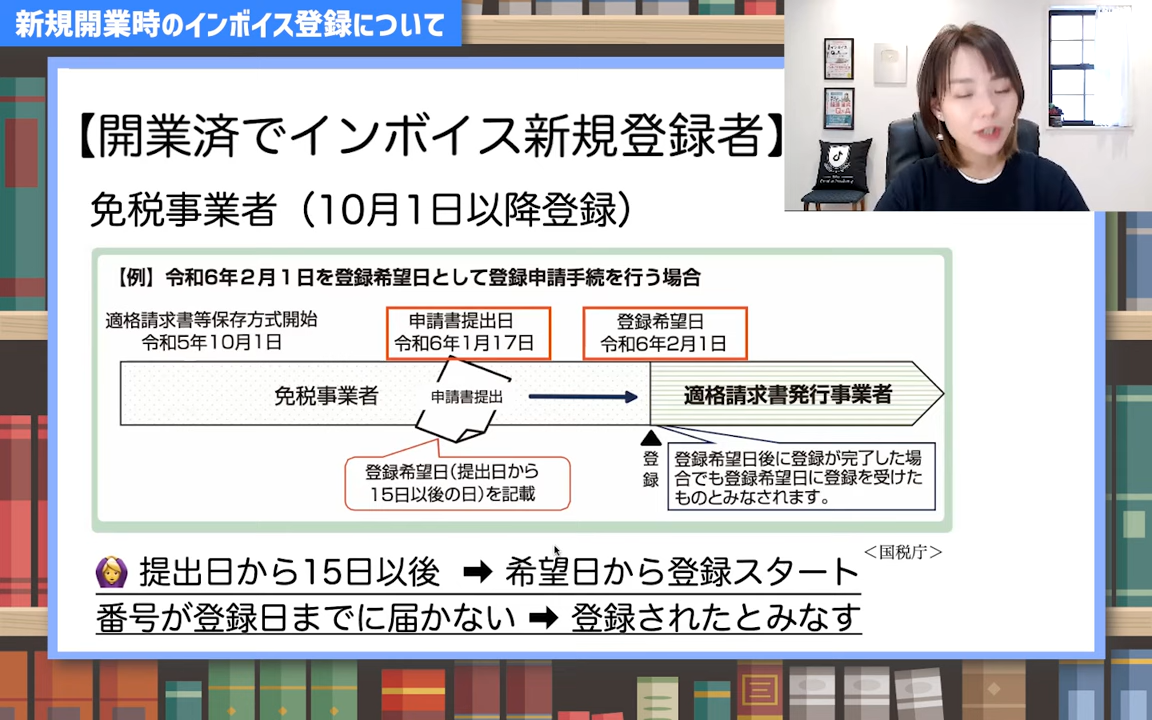 新規開業時のインボイス登録について
【開業済でインボイス新規登録者】
免税事業者（10月1日以降登録）
【例】令和6年2月1日を登録希望日として登録申請手続を行う場合
適格請求書等保存方式開始
令和5年10月1日
申請書提出日
令和6年1月17日
登録希望日
令和6年2月1日
免税事業者
申請書提出
適格請求書発行事業者
登録希望日（提出日から
15日以後の日）を記載
登
録
登録希望日後に登録が完了した場
合でも登録希望日に登録を受けた
ものとみなされます。
＜国税庁＞
提出日から15日以後 ➡ 希望日から登録スタート
番号が登録日までに届かない ➡ 登録されたとみなす